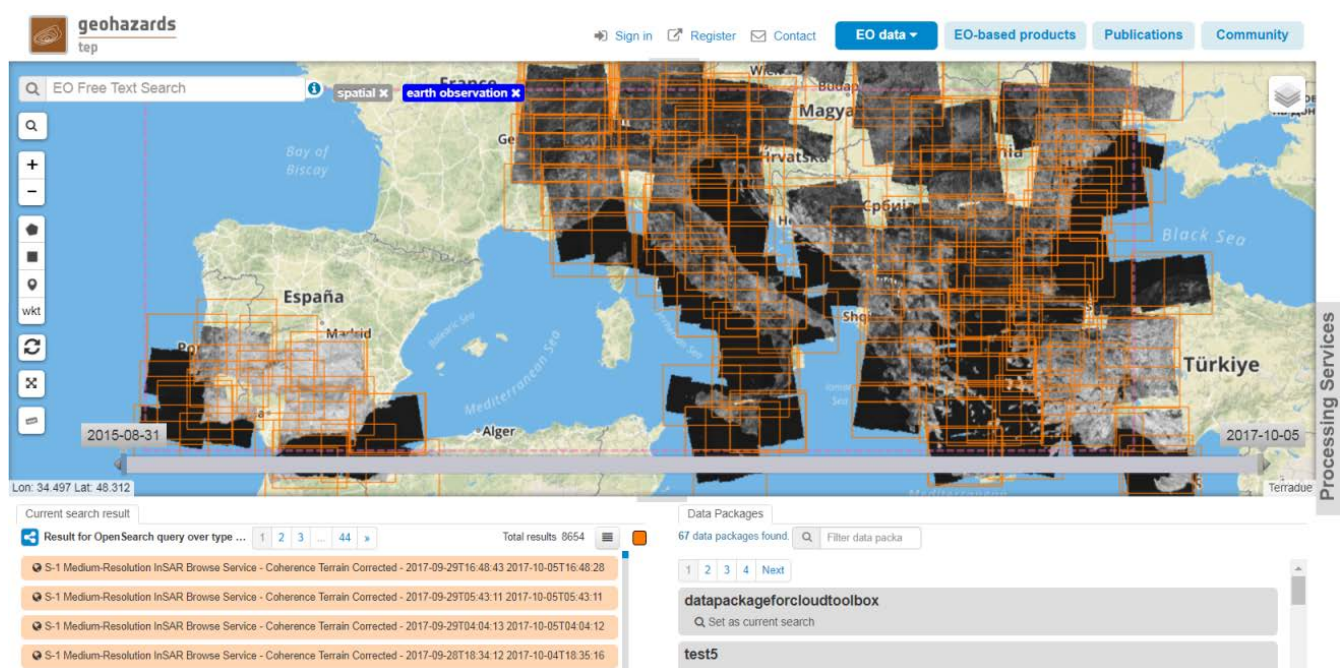 geohazards
tep
Sign in
Register
Contact
EO data
EO-based products
Publications
Community
EO Free Text Search
spatial ×
earth observation ×
France
Wien
Budap
Magya
Ge
Bay of
Biscay
Hrvatska
nia
Србија
H
Black Sea
España
Madrid
Po
wkt
Balearic Sea
Mediterranean Sea
Shqi
Ionian
Sea
Türkiye
Alger
2015-08-31
2017-10-05
Lon: 34.497 Lat: 48.312
Terradue
Processing Services
Current search result
Result for OpenSearch query over type ...
1 2 3 ... 44 »
Total results 8654
S-1 Medium-Resolution InSAR Browse Service - Coherence Terrain Corrected - 2017-09-29T16:48:43 2017-10-05T16:48:28
S-1 Medium-Resolution InSAR Browse Service - Coherence Terrain Corrected - 2017-09-29T05:43:11 2017-10-05T05:43:11
S-1 Medium-Resolution InSAR Browse Service - Coherence Terrain Corrected - 2017-09-29T04:04:13 2017-10-05T04:04:12
S-1 Medium-Resolution InSAR Browse Service - Coherence Terrain Corrected - 2017-09-28T18:34:12 2017-10-04T18:35:16
Data Packages
67 data packages found.
Filter data packa
1 2 3 4 Next
datapackageforcloudtoolbox
Set as current search
test5